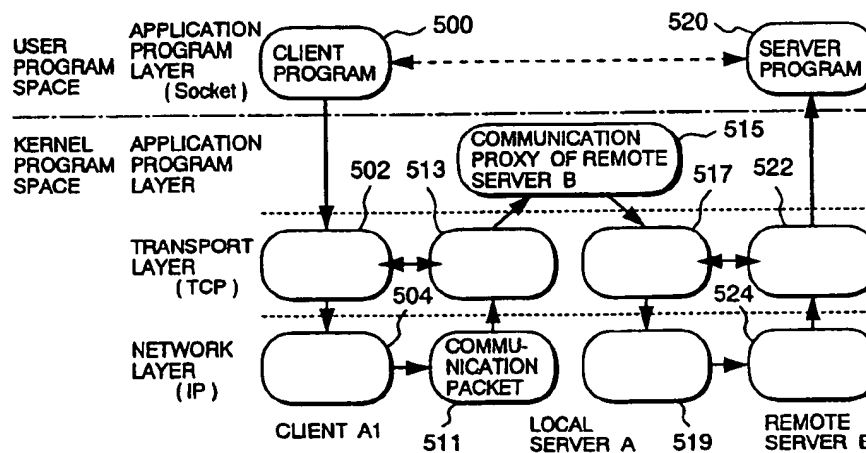 USER
PROGRAM
SPACE
APPLICATION
PROGRAM
LAYER
(Socket)
CLIENT
PROGRAM
500
520
SERVER
PROGRAM
KERNEL
PROGRAM
SPACE
APPLICATION
PROGRAM
LAYER
COMMUNICATION
PROXY OF REMOTE
SERVER B
515
502
513
517
522
TRANSPORT
LAYER
(TCP)
504
524
NETWORK
LAYER
(IP)
COMMU-
NICATION
PACKET
CLIENT A1
511
LOCAL
SERVER A
519
REMOTE
SERVER B